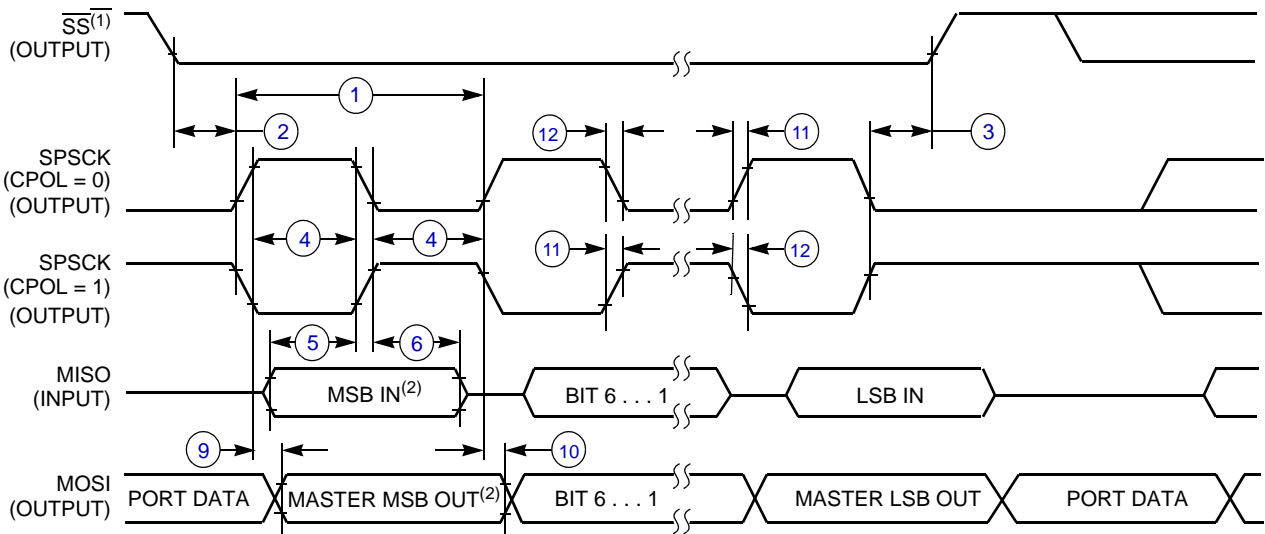 SS(1)
(OUTPUT)
1
2
12
11
3
SPSCK
(CPOL = 0)
(OUTPUT)
4
4
SPSCK
(CPOL = 1)
(OUTPUT)
11
12
5
6
MISO
(INPUT)
MSB IN(2)
BIT 6 . . . 1
LSB IN
9
10
MOSI
(OUTPUT)
PORT DATA
MASTER MSB OUT(2)
BIT 6 . . . 1
MASTER LSB OUT
PORT DATA